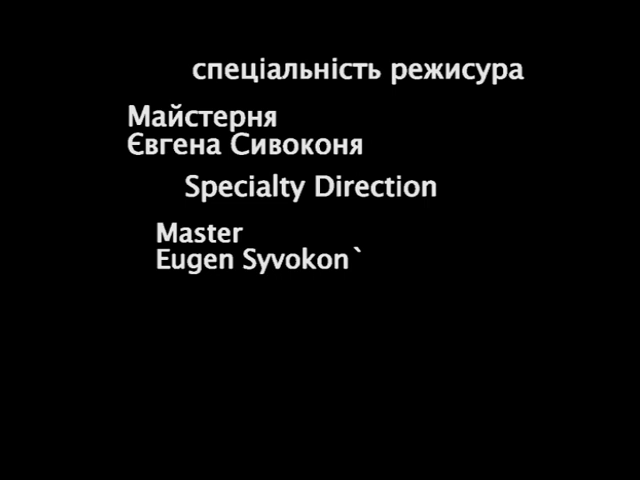 спеціальність режисура
Майстерня
Євгена Сивоконя
Specialty Direction
Master
Eugen Syvokon`